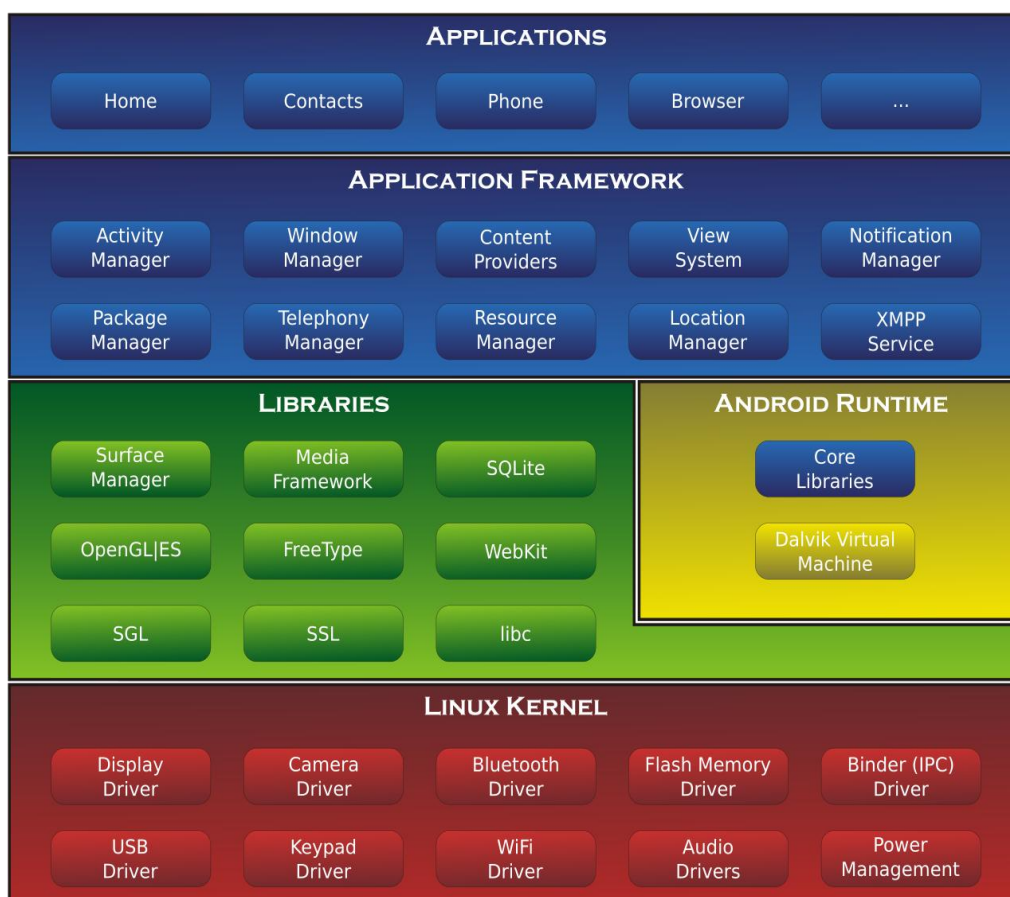 APPLICATIONS
Home
Contacts
Phone
Browser
...
APPLICATION FRAMEWORK
Activity
Manager
Window
Manager
Content
Providers
View
System
Notification
Manager
Package
Manager
Telephony
Manager
Resource
Manager
Location
Manager
XMPP
Service
LIBRARIES
Surface
Manager
Media
Framework
SQLite
OpenGL|ES
FreeType
WebKit
SGL
SSL
libc
ANDROID RUNTIME
Core
Libraries
Dalvik Virtual
Machine
LINUX KERNEL
Display
Driver
Camera
Driver
Bluetooth
Driver
Flash Memory
Driver
Binder (IPC)
Driver
USB
Driver
Keypad
Driver
WiFi
Driver
Audio
Drivers
Power
Management